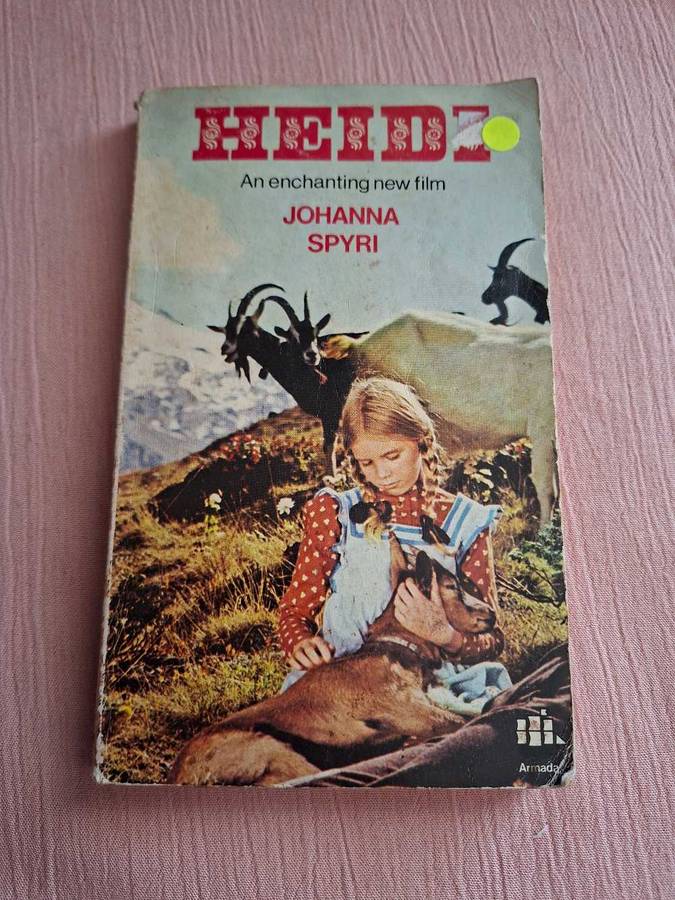 HEIDI
An enchanting new film
JOHANNA
SPYRI
Armada